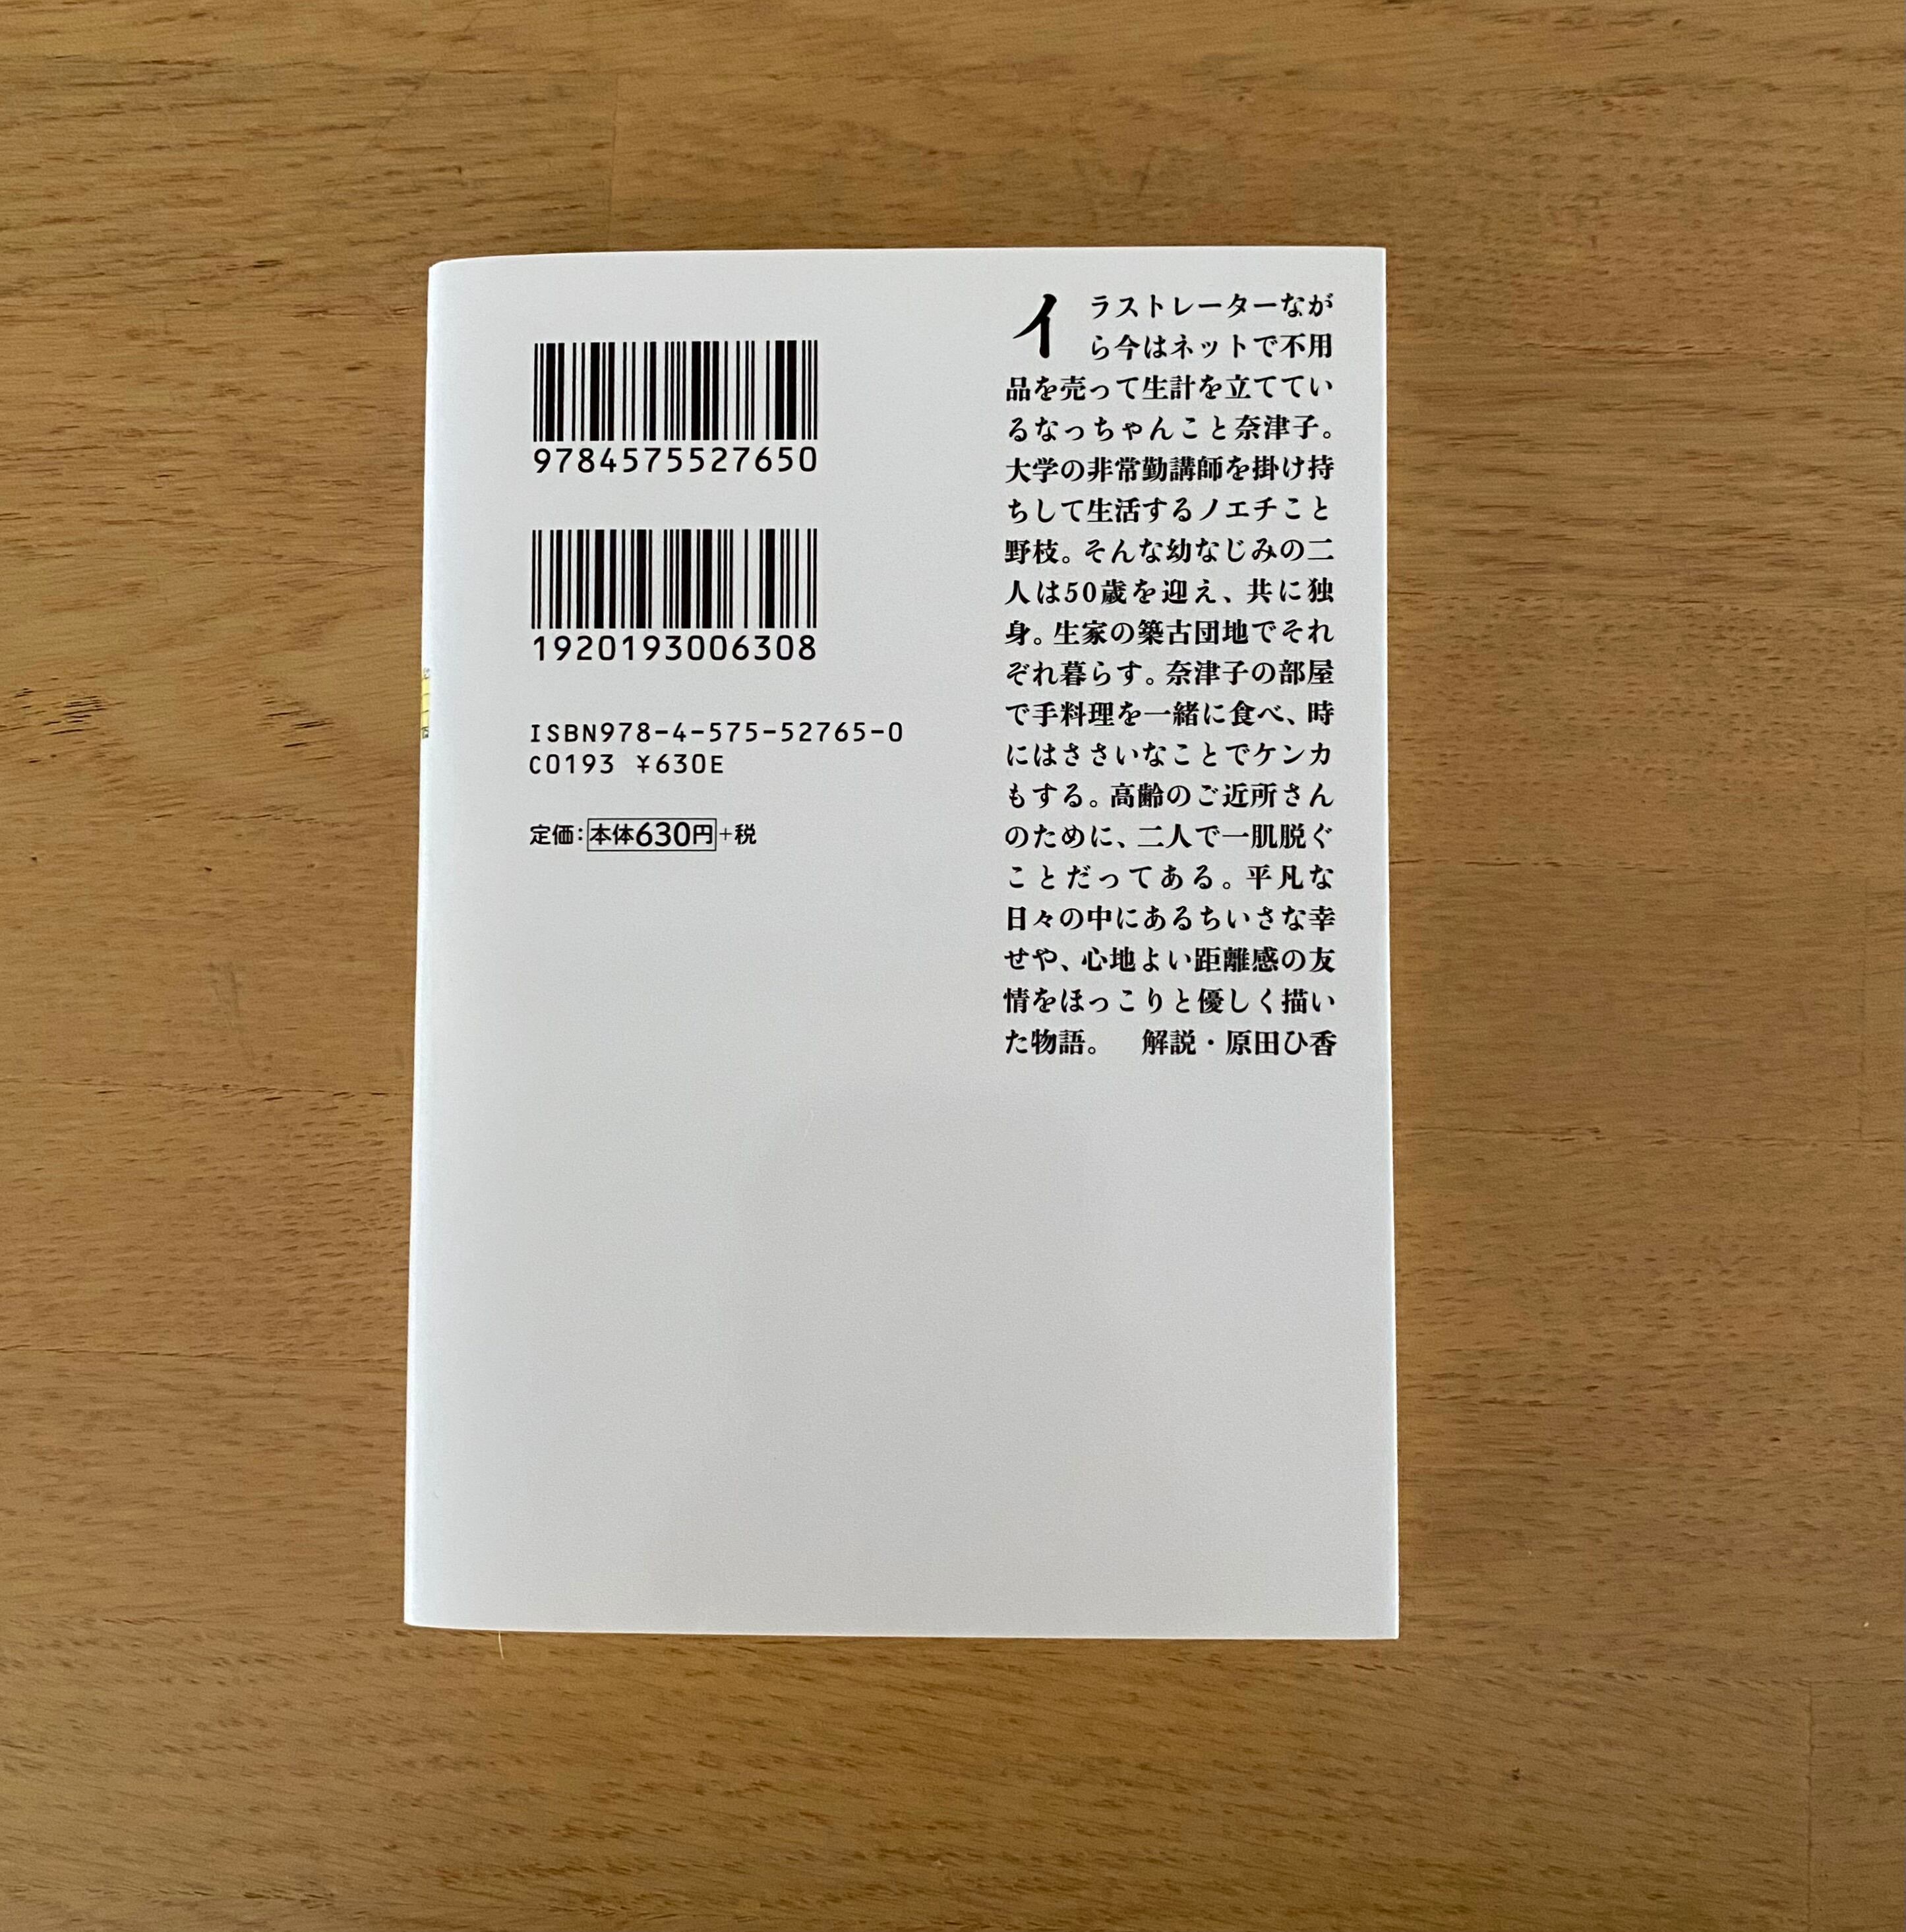 9784575527650
1920193006308
ISBN978-4-575-52765-0
C0193 ¥630E
定価:本体630円+税
イラストレーターなが
ら今はネットで不用
品を売って生計を立ててい
るなっちゃんこと奈津子。
大学の非常勤講師を掛け持
ちして生活するノエチこと
野枝。そんな幼なじみの二
人は50歳を迎え、共に独
身。生家の築古団地でそれ
ぞれ暮らす。奈津子の部屋
で手料理を一緒に食べ、時
にはささいなことでケンカ
もする。高齢のご近所さん
のために、二人で一肌脱ぐ
ことだってある。平凡な
日々の中にあるちいさな幸
せや、心地よい距離感の友
情をほっこりと優しく描い
た物語。　解説・原田ひ香